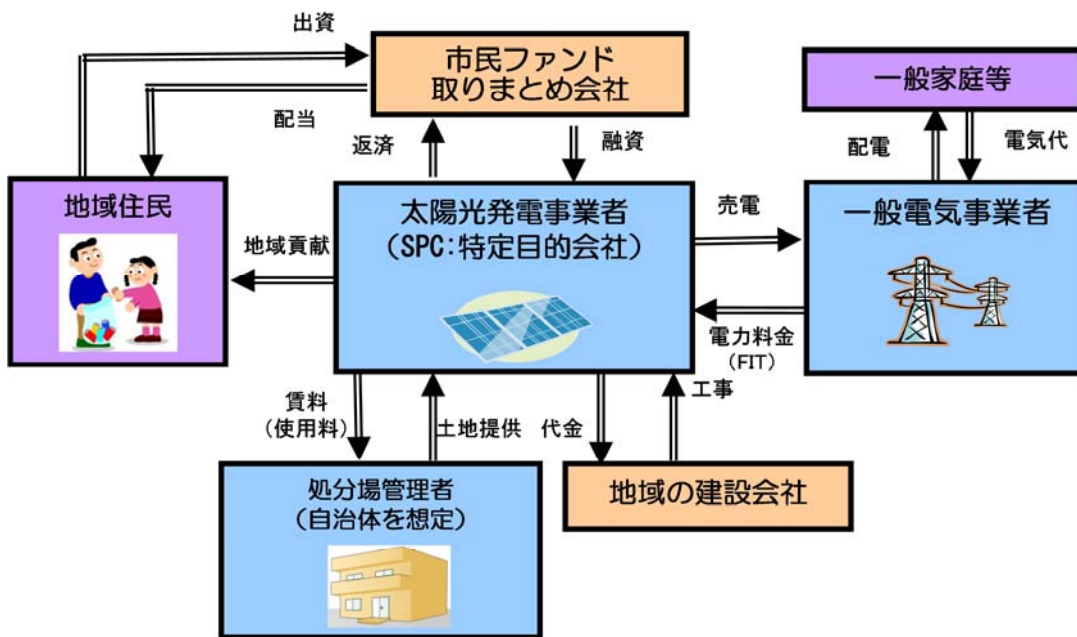 出資
市民ファンド
取りまとめ会社
一般家庭等
配当
返済
融資
配電
電気代
地域住民
太陽光発電事業者
（SPC：特定目的会社）
売電
一般電気事業者
地域貢献
電力料金
（FIT）
賃料
（使用料）
土地提供
代金
工事
処分場管理者
（自治体を想定）
地域の建設会社